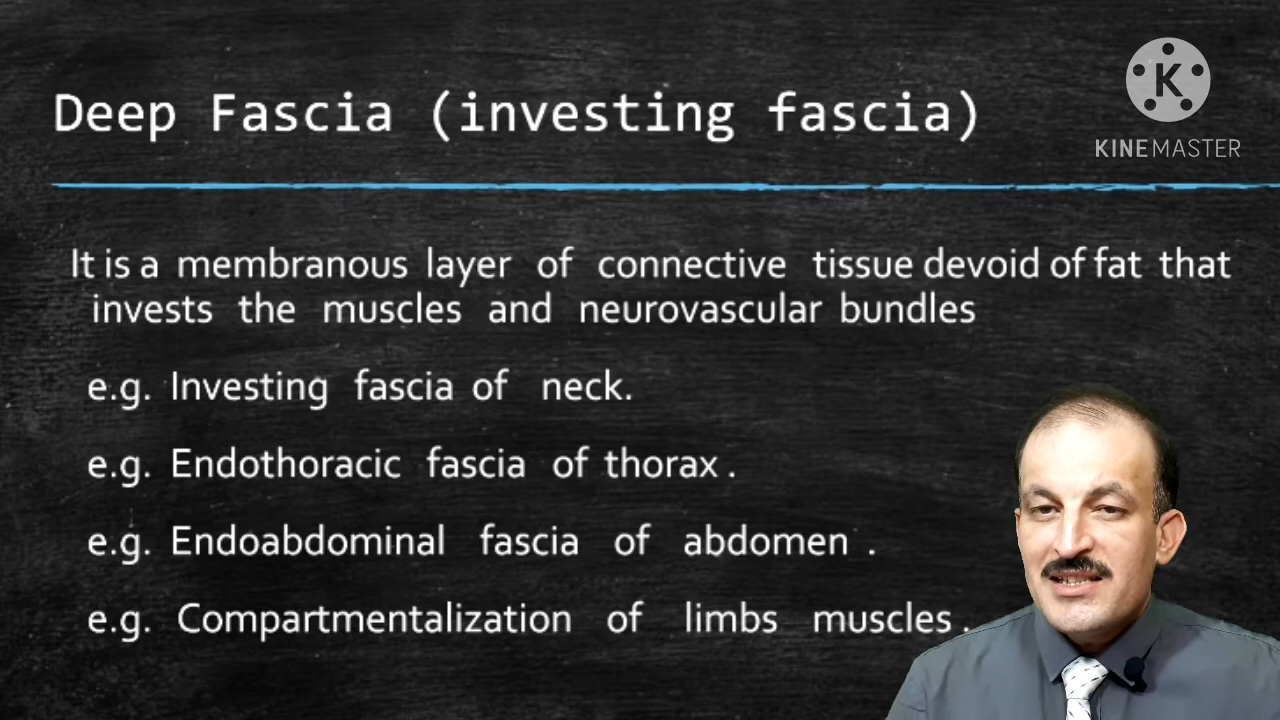 KINEMASTER
Deep Fascia (investing fascia)
It is a membranous layer of connective tissue devoid of fat that
invests the muscles and neurovascular bundles
e.g. Investing fascia of neck.
e.g. Endothoracic fascia of thorax .
e.g. Endoabdominal fascia of abdomen .
e.g. Compartmentalization of limbs muscles .